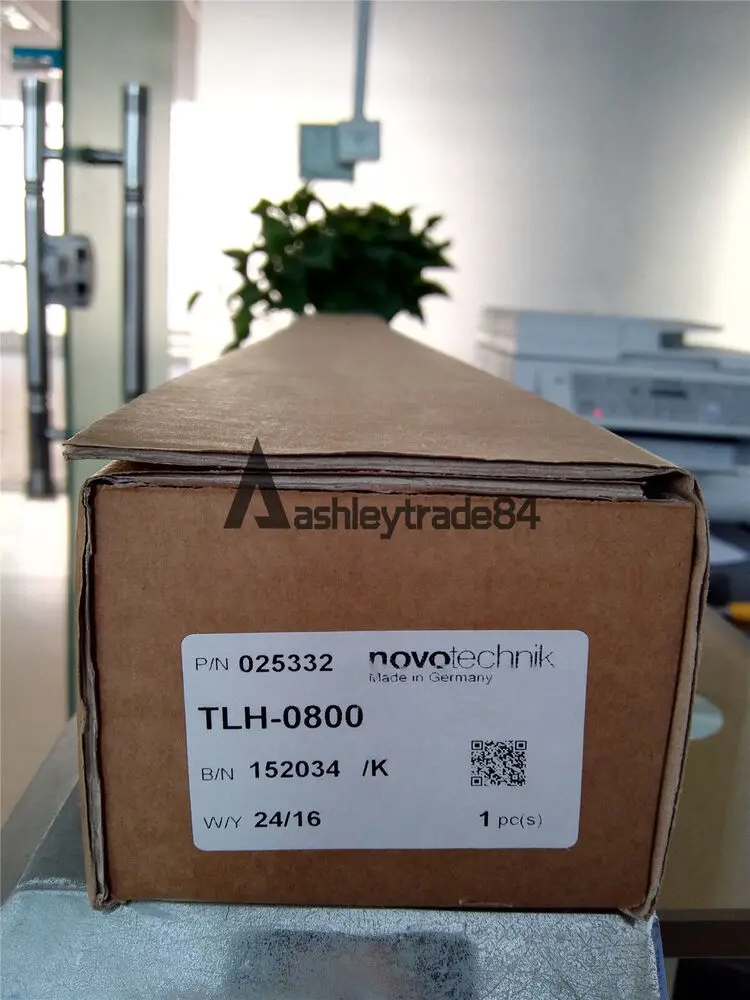 ashleytrade84
P/N 025332 novotechnik
Made in Germany
TLH-0800
B/N 152034 /K
W/Y 24/16 1 pc(s)